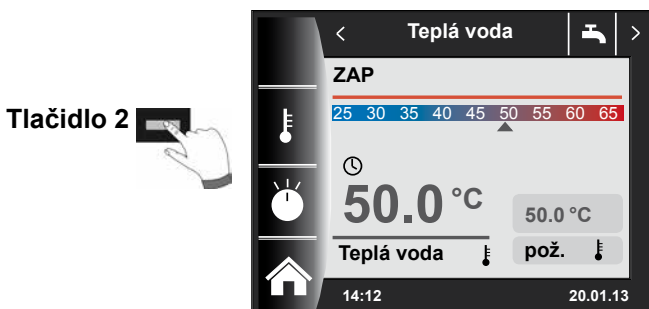 < Teplá voda >
ZAP
25 30 35 40 45 50 55 60 65
Tlačidlo 2
50.0 °C
50.0 °C
Teplá voda
pož.
14:12 20.01.13